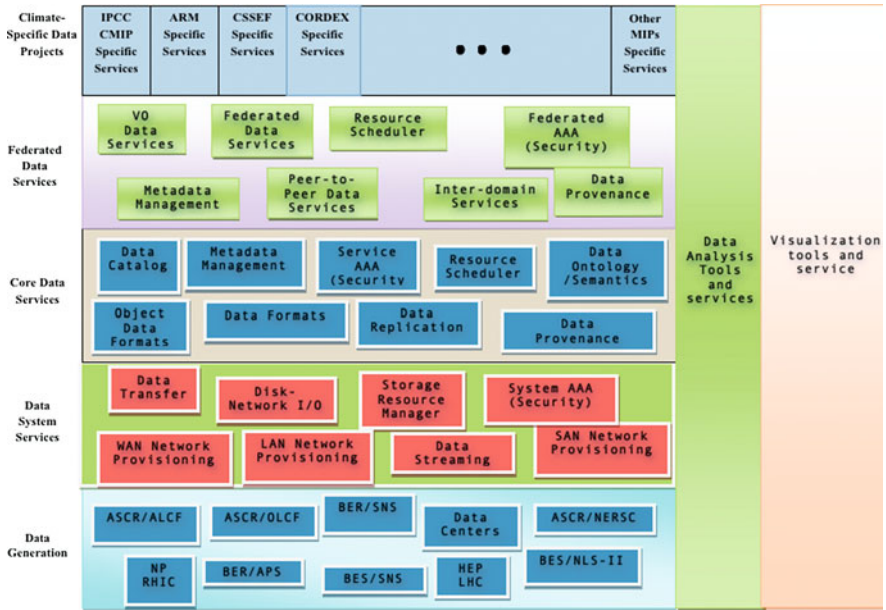 Climate-
Specific Data
Projects
IPCC
CMIP
Specific
Services
ARM
Specific
Services
CSSEF
Specific
Services
CORDEX
Specific
Services
• • •
Other
MIPs
Specific
Services
Federated
Data
Services
VO
Data
Services
Federated
Data
Services
Resource
Scheduler
Federated
AAA
(Security)
Metadata
Management
Peer-to-
Peer Data
Services
Inter-domain
Services
Data
Provenance
Core Data
Services
Data
Catalog
Metadata
Management
Service
AAA
(Security
Resource
Scheduler
Data
Ontology
/Semantics
Object
Data
Formats
Data Formats
Data
Replication
Data
Provenance
Data
System
Services
Data
Transfer
Disk-
Network I/O
Storage
Resource
Manager
System AAA
(Security)
WAN Network
Provisioning
LAN Network
Provisioning
Data
Streaming
SAN Network
Provisioning
Data
Generation
ASCR/ALCF
ASCR/OLCF
BER/SNS
Data
Centers
ASCR/NERSC
NP
RHIC
BER/APS
BES/SNS
HEP
LHC
BES/NLS-II
Data
Analysis
Tools
and
services
Visualization
tools and
service